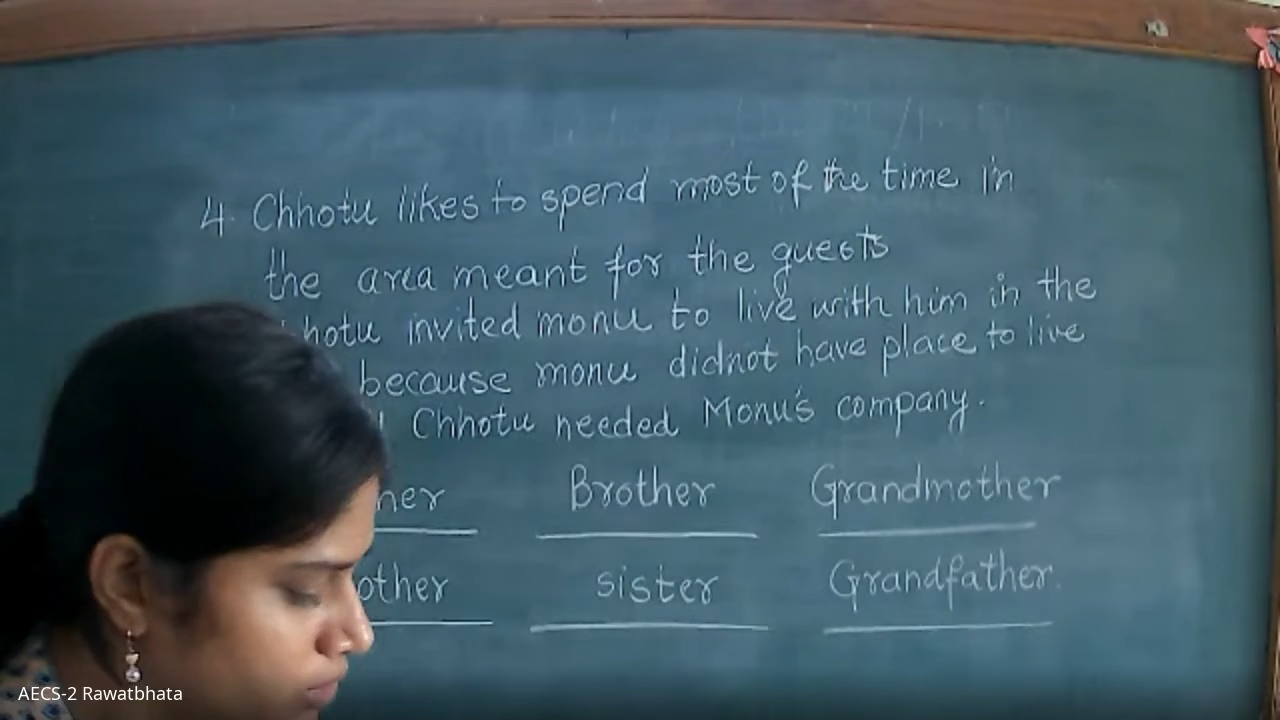 4. Chhotu likes to spend most of the time in
the area meant for the guests
hotu invited monu to live with him in the
because monu didnot have place to live
Chhotu needed Monu's company.
her Brother Grandmother
other sister Grandfather.
AECS-2 Rawatbhata